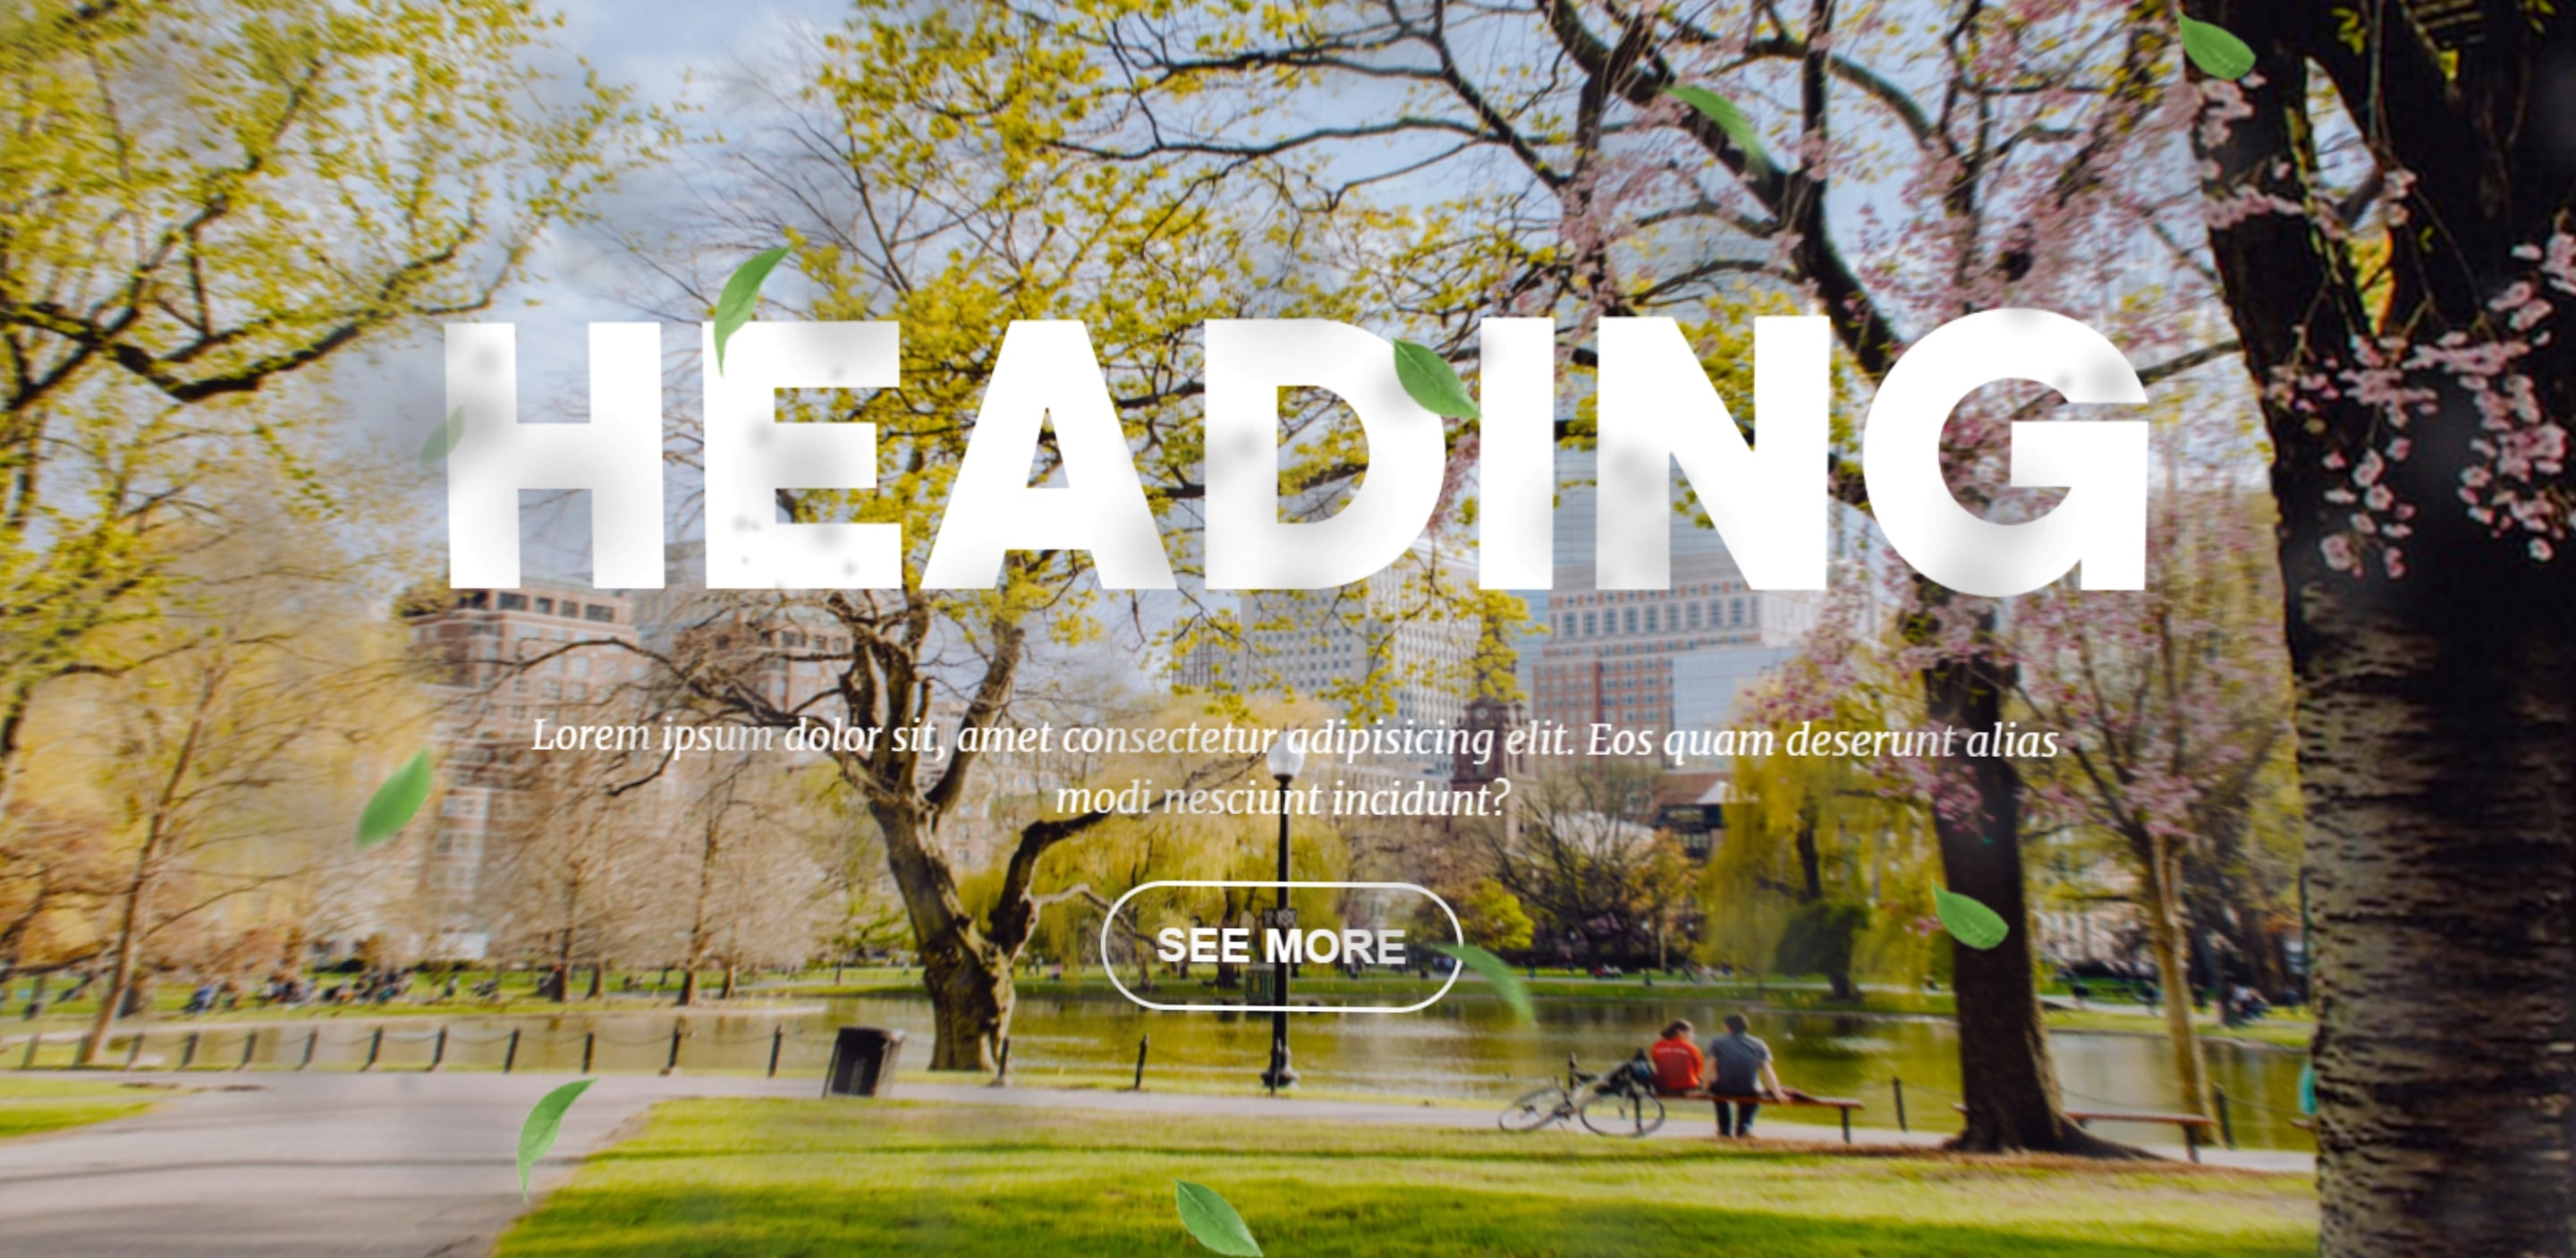 HEADING
Lorem ipsum dolor sit, amet consectetur adipisicing elit. Eos quam deserunt alias
modi nesciunt incidunt?
SEE MORE